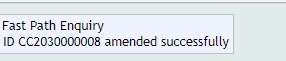 Fast Path Enquiry
ID CC2030000008 amended successfully